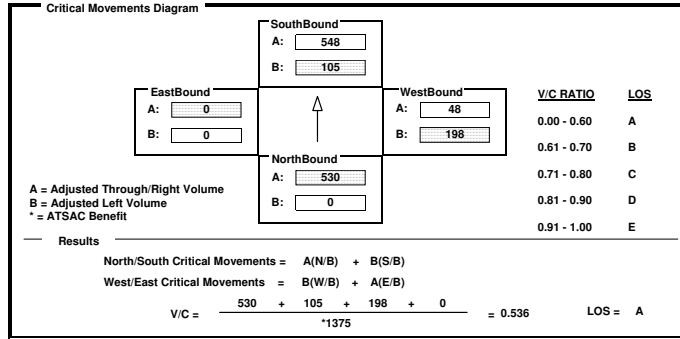 Critical Movements Diagram
SouthBound
A: 548
B: 105
EastBound
A: 0
B: 0
WestBound
A: 48
B: 198
NorthBound
A: 530
B: 0
V/C RATIO LOS
0.00 - 0.60 A
0.61 - 0.70 B
0.71 - 0.80 C
0.81 - 0.90 D
0.91 - 1.00 E
A = Adjusted Through/Right Volume
B = Adjusted Left Volume
* = ATSAC Benefit
Results
North/South Critical Movements = A(N/B) + B(S/B)
West/East Critical Movements = B(W/B) + A(E/B)
V/C = 530 + 105 + 198 + 0 = 0.536 LOS = A
*1375